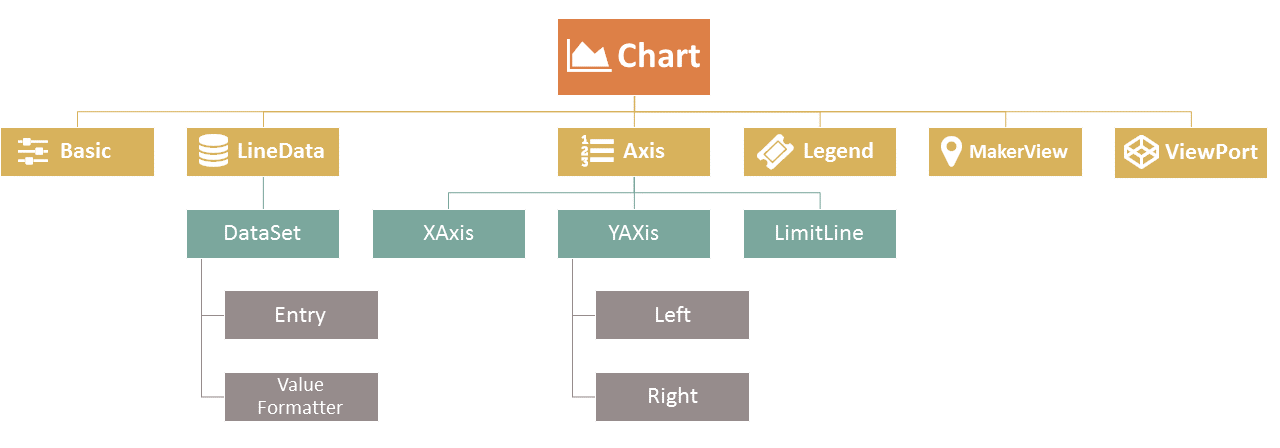 Chart
Basic
LineData
Axis
Legend
MakerView
ViewPort
DataSet
XAxis
YAXis
LimitLine
Entry
Left
Value
Formatter
Right